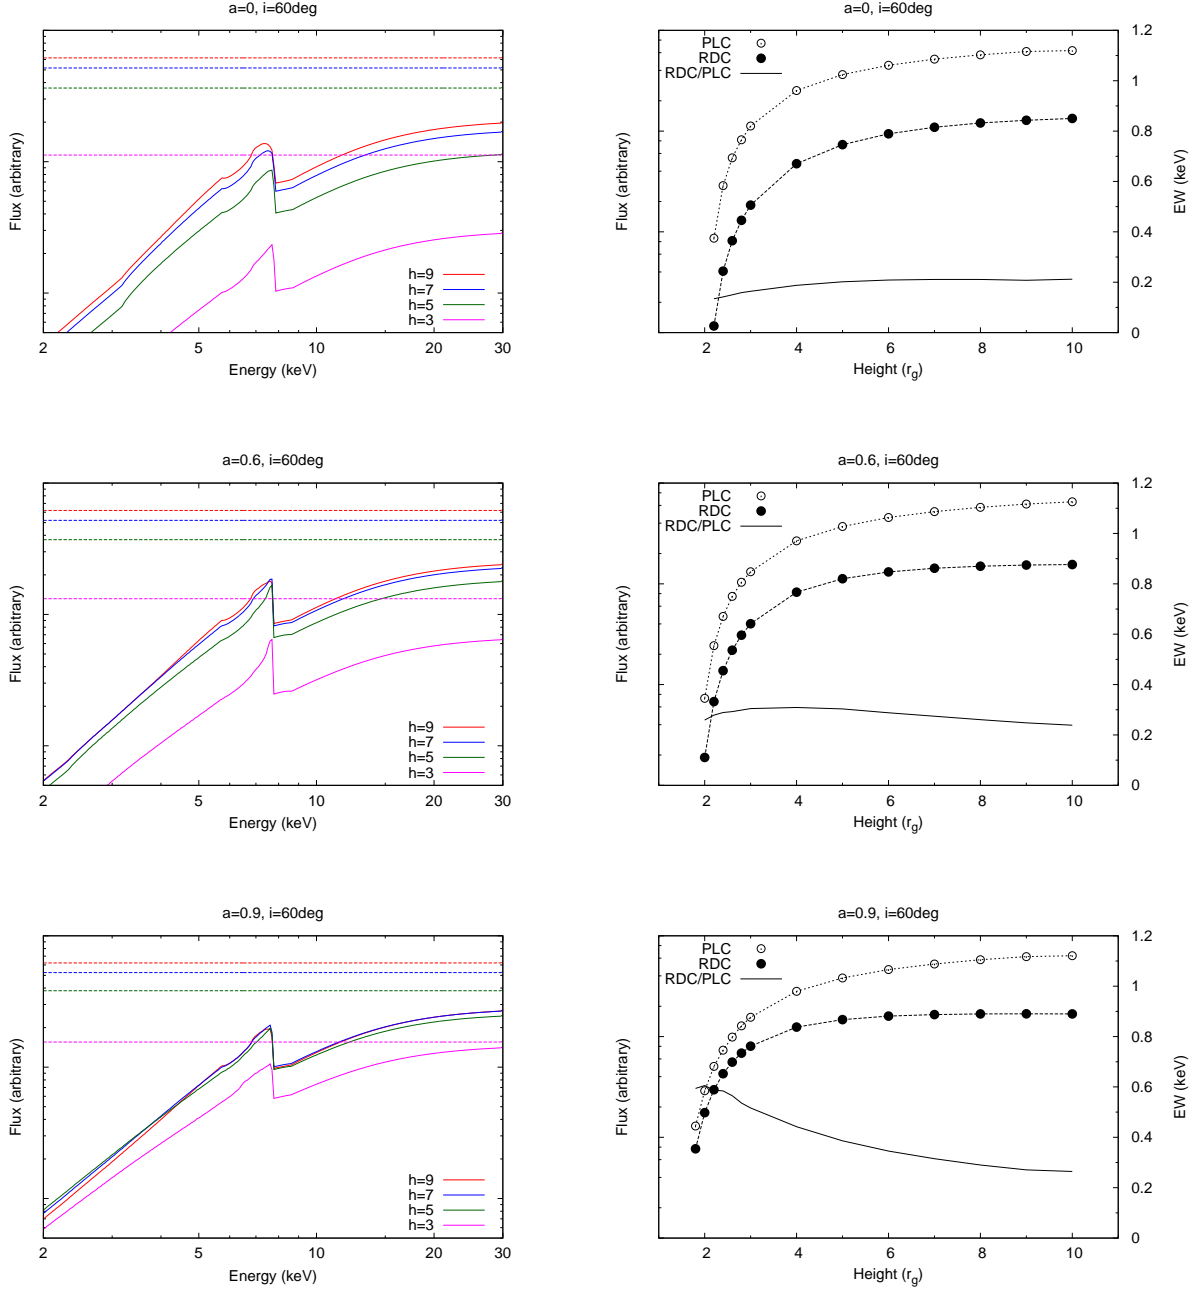 a=0, i=60deg
Flux (arbitrary)
h=9
h=7
h=5
h=3
2 5 10 20 30
Energy (keV)
a=0, i=60deg
PLC
RDC
RDC/PLC
Flux (arbitrary)
1.2
1
0.8
0.6
0.4
0.2
0
EW (keV)
2 4 6 8 10
Height (r_g)
a=0.6, i=60deg
Flux (arbitrary)
h=9
h=7
h=5
h=3
2 5 10 20 30
Energy (keV)
a=0.6, i=60deg
PLC
RDC
RDC/PLC
Flux (arbitrary)
1.2
1
0.8
0.6
0.4
0.2
0
EW (keV)
2 4 6 8 10
Height (r_g)
a=0.9, i=60deg
Flux (arbitrary)
h=9
h=7
h=5
h=3
2 5 10 20 30
Energy (keV)
a=0.9, i=60deg
PLC
RDC
RDC/PLC
Flux (arbitrary)
1.2
1
0.8
0.6
0.4
0.2
0
EW (keV)
2 4 6 8 10
Height (r_g)